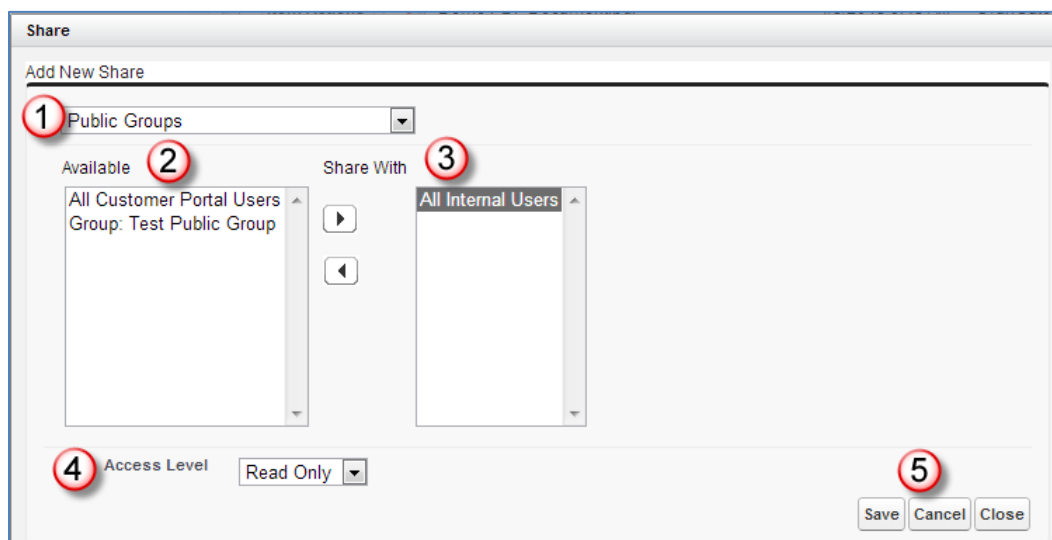 Share
Add New Share
1 Public Groups
Available 2 Share With 3
All Customer Portal Users
Group: Test Public Group
All Internal Users
4 Access Level Read Only
5
Save Cancel Close